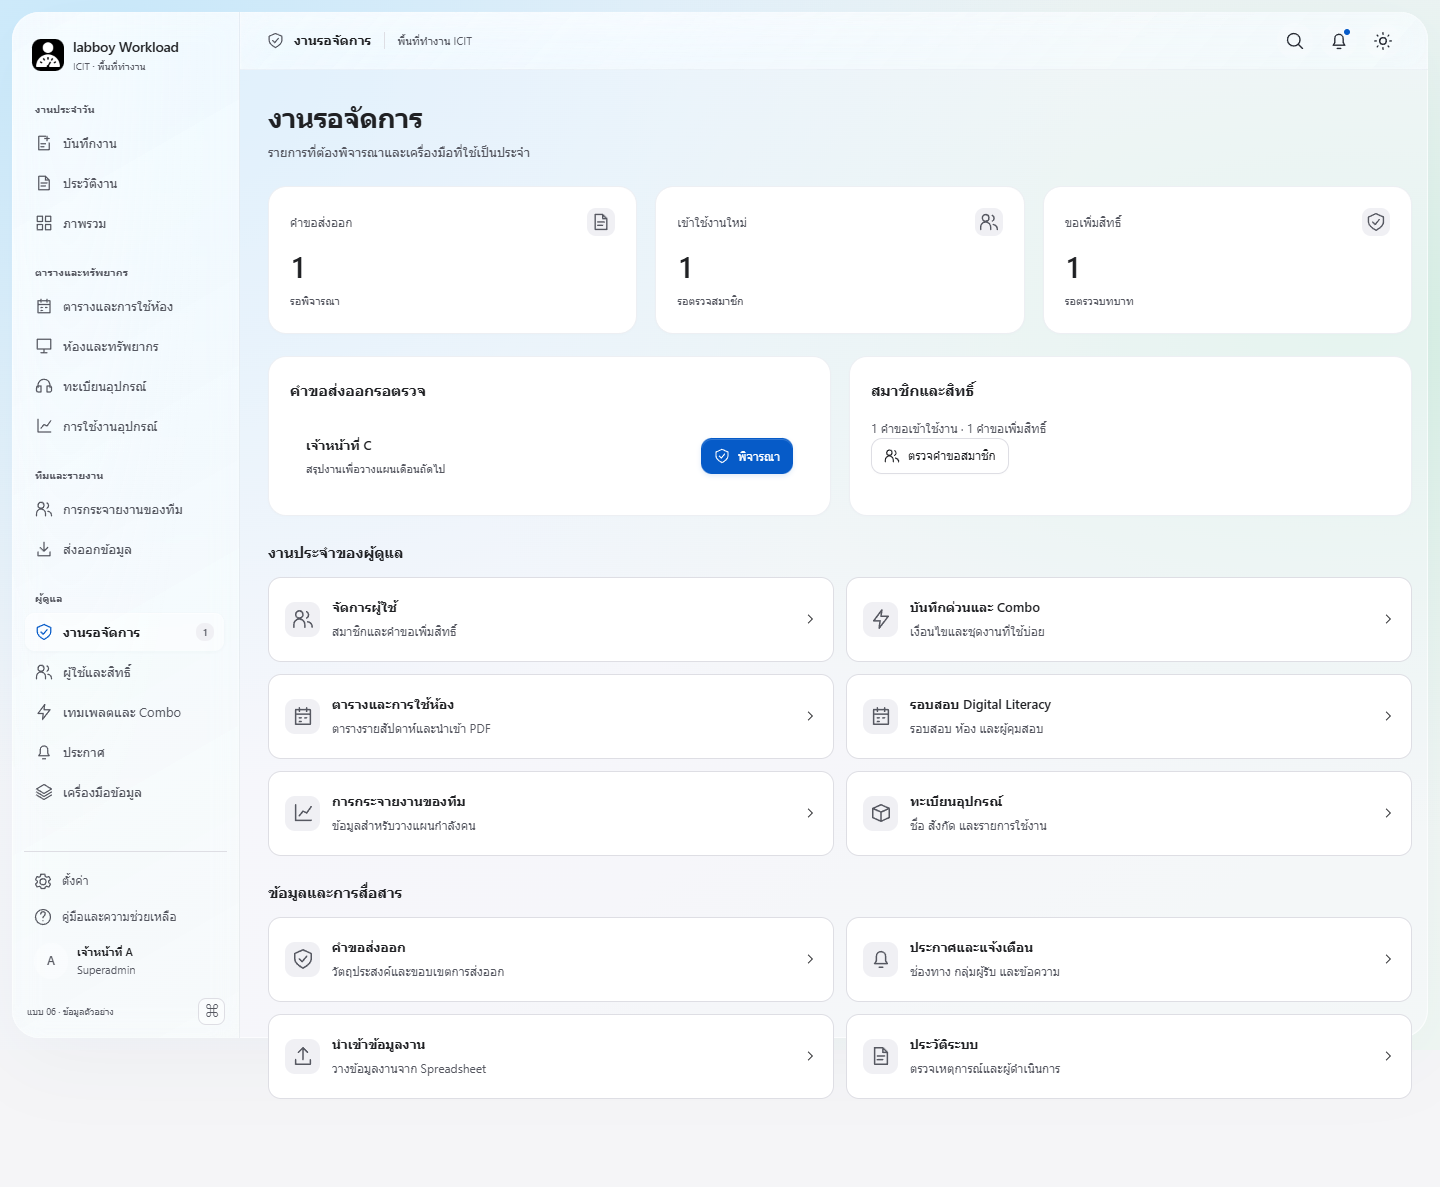 labboy Workload
ICIT · พื้นที่ทำงาน
งานประจำวัน
บันทึกงาน
ประวัติงาน
ภาพรวม
ตารางและทรัพยากร
ตารางและการใช้ห้อง
ห้องและทรัพยากร
ทะเบียนอุปกรณ์
การใช้งานอุปกรณ์
ทีมและรายงาน
การกระจายงานของทีม
ส่งออกข้อมูล
ผู้ดูแล
งานรอจัดการ 1
ผู้ใช้และสิทธิ์
เทมเพลตและ Combo
ประกาศ
เครื่องมือข้อมูล
ตั้งค่า
คู่มือและความช่วยเหลือ
A
เจ้าหน้าที่ A
Superadmin
แบบ 06 · ข้อมูลตัวอย่าง
⌘
งานรอจัดการ
พื้นที่ทำงาน ICIT
งานรอจัดการ
รายการที่ต้องพิจารณาและเครื่องมือที่ใช้เป็นประจำ
คำขอส่งออก
1
รอพิจารณา
เข้าใช้งานใหม่
1
รอตรวจสมาชิก
ขอเพิ่มสิทธิ์
1
รอตรวจบทบาท
คำขอส่งออกรอตรวจ
เจ้าหน้าที่ C
สรุปงานเพื่อวางแผนเดือนถัดไป
พิจารณา
สมาชิกและสิทธิ์
1 คำขอเข้าใช้งาน · 1 คำขอเพิ่มสิทธิ์
ตรวจคำขอสมาชิก
งานประจำของผู้ดูแล
จัดการผู้ใช้
สมาชิกและคำขอเพิ่มสิทธิ์
บันทึกด่วนและ Combo
เงื่อนไขและชุดงานที่ใช้บ่อย
ตารางและการใช้ห้อง
ตารางรายสัปดาห์และนำเข้า PDF
รอบสอบ Digital Literacy
รอบสอบ ห้อง และผู้คุมสอบ
การกระจายงานของทีม
ข้อมูลสำหรับวางแผนกำลังคน
ทะเบียนอุปกรณ์
ชื่อ สังกัด และรายการใช้งาน
ข้อมูลและการสื่อสาร
คำขอส่งออก
วัตถุประสงค์และขอบเขตการส่งออก
ประกาศและแจ้งเตือน
ช่องทาง กลุ่มผู้รับ และข้อความ
นำเข้าข้อมูลงาน
วางข้อมูลงานจาก Spreadsheet
ประวัติระบบ
ตรวจเหตุการณ์และผู้ดำเนินการ